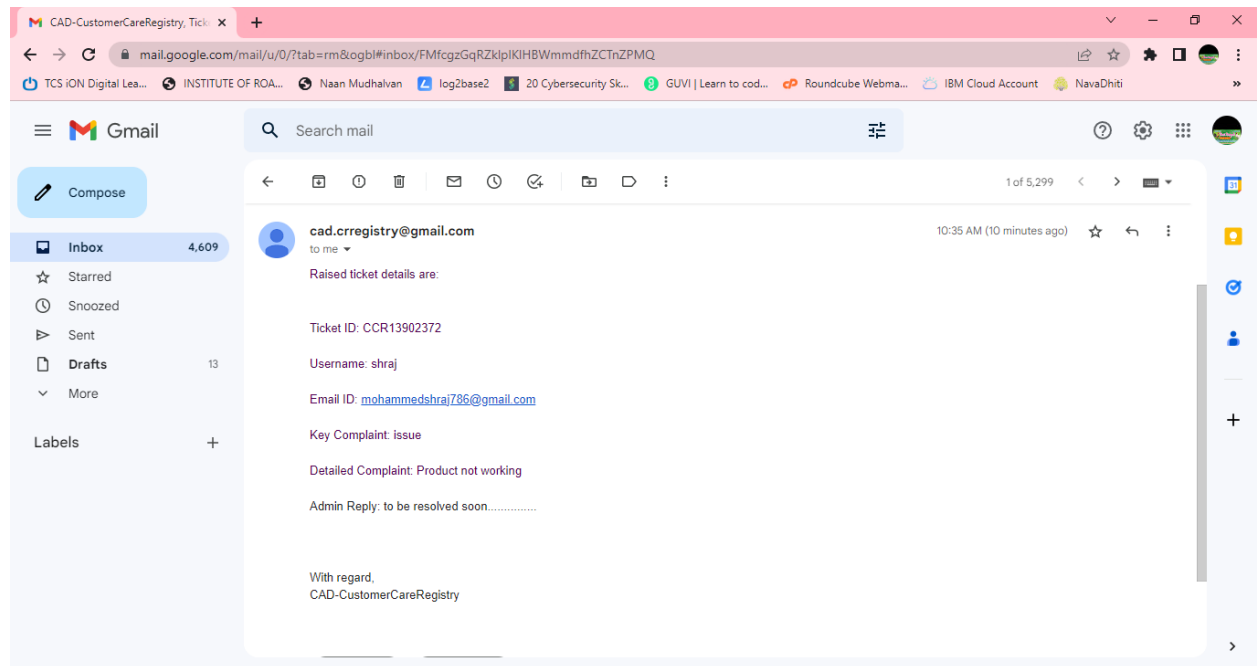 CAD-CustomerCareRegistry, Tick
mail.google.com/mail/u/0/?tab=rm&ogbl#inbox/FMfcgzGqRZklpIKIHBWmmdfhZCTnZPMQ
TCS iON Digital Lea... INSTITUTE OF ROA... Naan Mudhalvan log2base2 20 Cybersecurity Sk... GUVI | Learn to cod... Roundcube Webma... IBM Cloud Account NavaDhiti »
Gmail
Search mail
Compose
1 of 5,299
Inbox 4,609
Starred
Snoozed
Sent
Drafts 13
More
Labels
cad.crregistry@gmail.com 10:35 AM (10 minutes ago)
to me
Raised ticket details are:
Ticket ID: CCR13902372
Username: shraj
Email ID: mohammedshraj786@gmail.com
Key Complaint: issue
Detailed Complaint: Product not working
Admin Reply: to be resolved soon...............
With regard,
CAD-CustomerCareRegistry
31